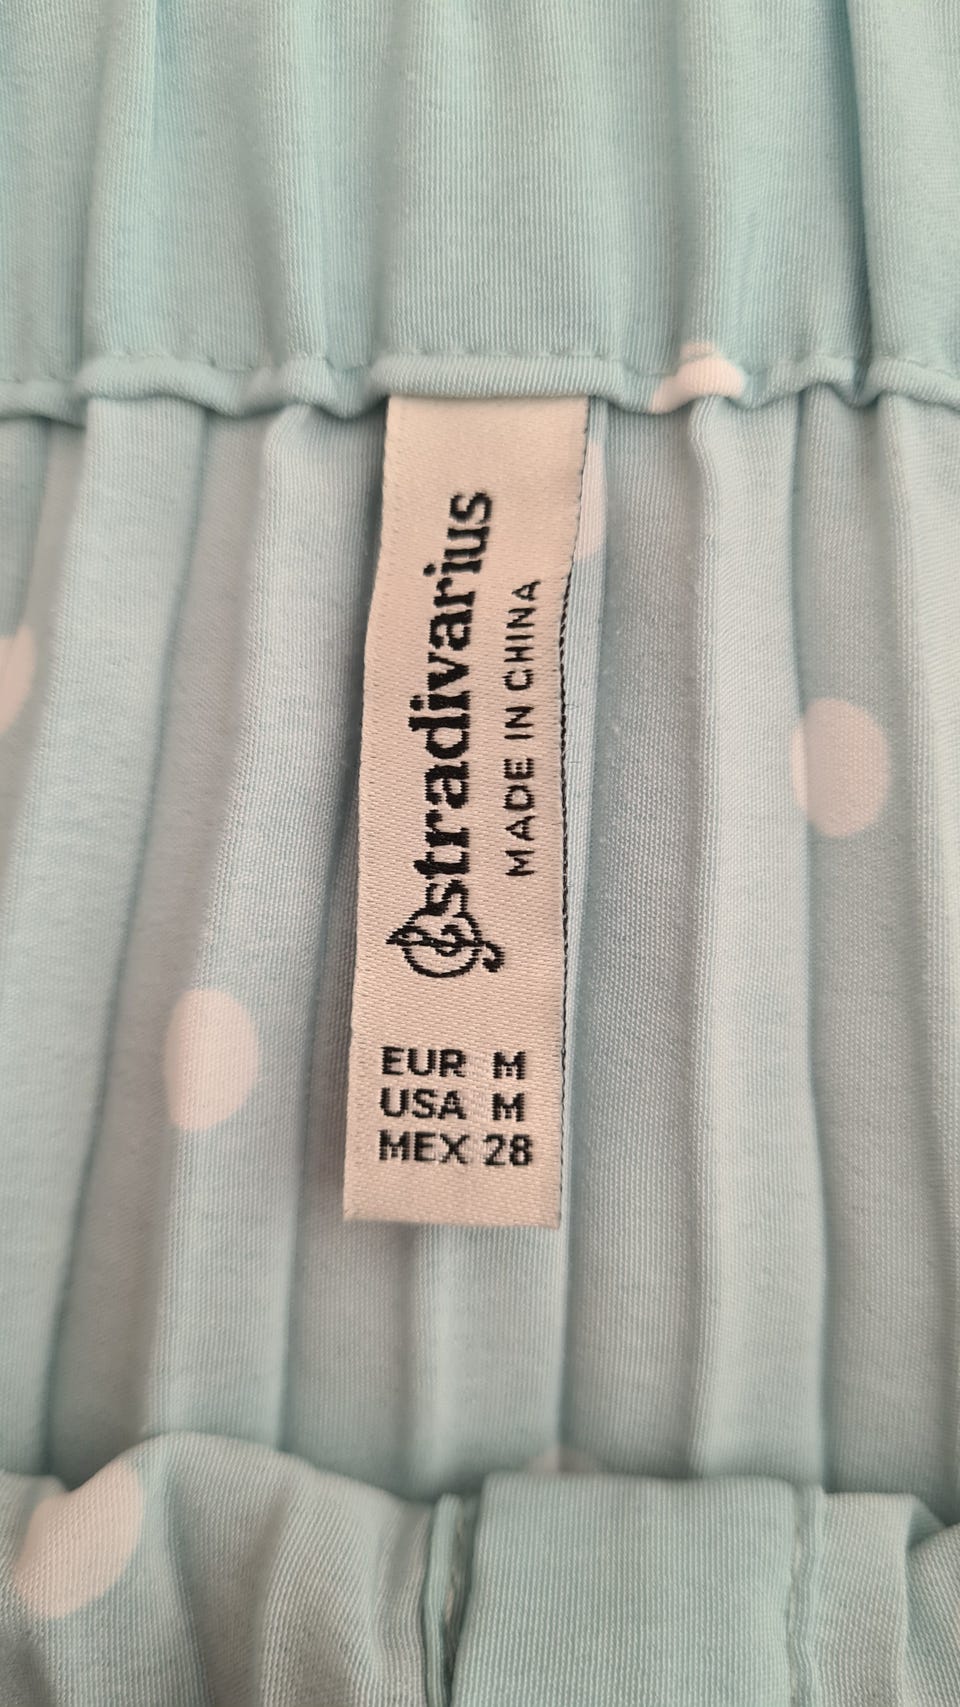 stradivarius
MADE IN CHINA
EUR M
USA M
MEX 28